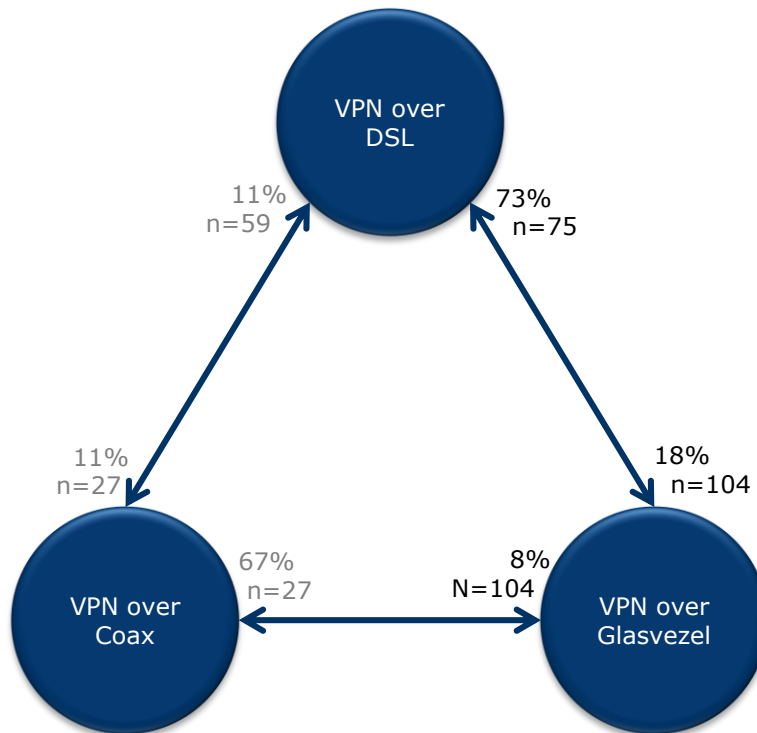 VPN over
DSL
11%
n=59
73%
n=75
11%
n=27
18%
n=104
67%
n=27
8%
N=104
VPN over
Coax
VPN over
Glasvezel